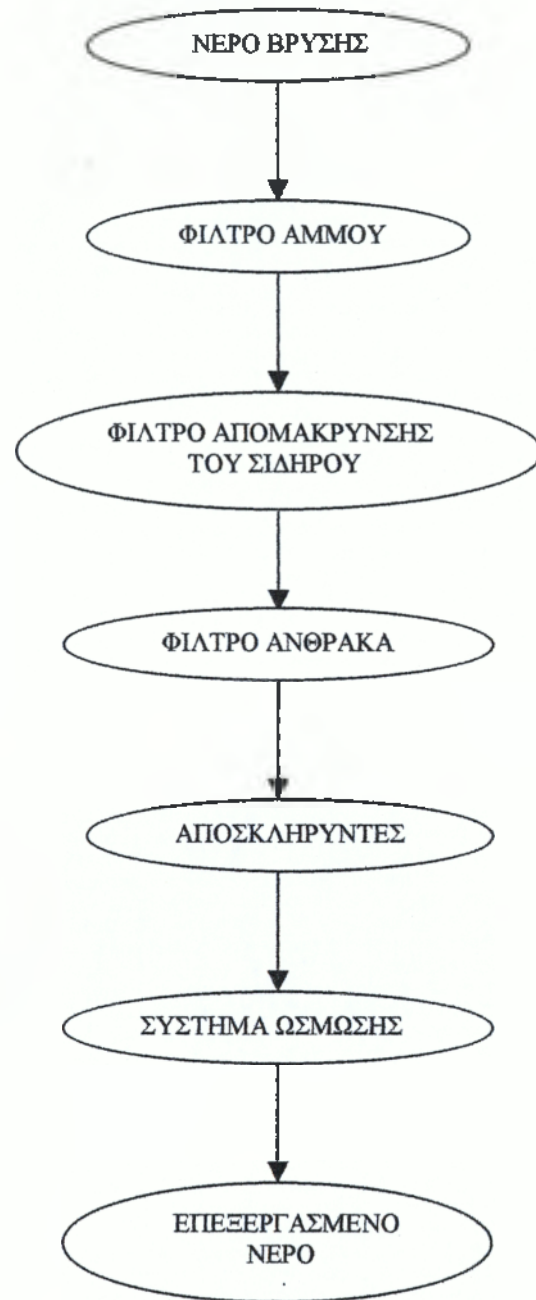 ΝΕΡΟ ΒΡΥΣΗΣ
ΦΙΛΤΡΟ ΑΜΜΟΥ
ΦΙΛΤΡΟ ΑΠΟΜΑΚΡΥΝΣΗΣ
ΤΟΥ ΣΙΔΗΡΟΥ
ΦΙΛΤΡΟ ΑΝΘΡΑΚΑ
ΑΠΟΣΚΛΗΡΥΝΤΕΣ
ΣΥΣΤΗΜΑ ΩΣΜΩΣΗΣ
ΕΠΕΞΕΡΓΑΣΜΕΝΟ
ΝΕΡΟ